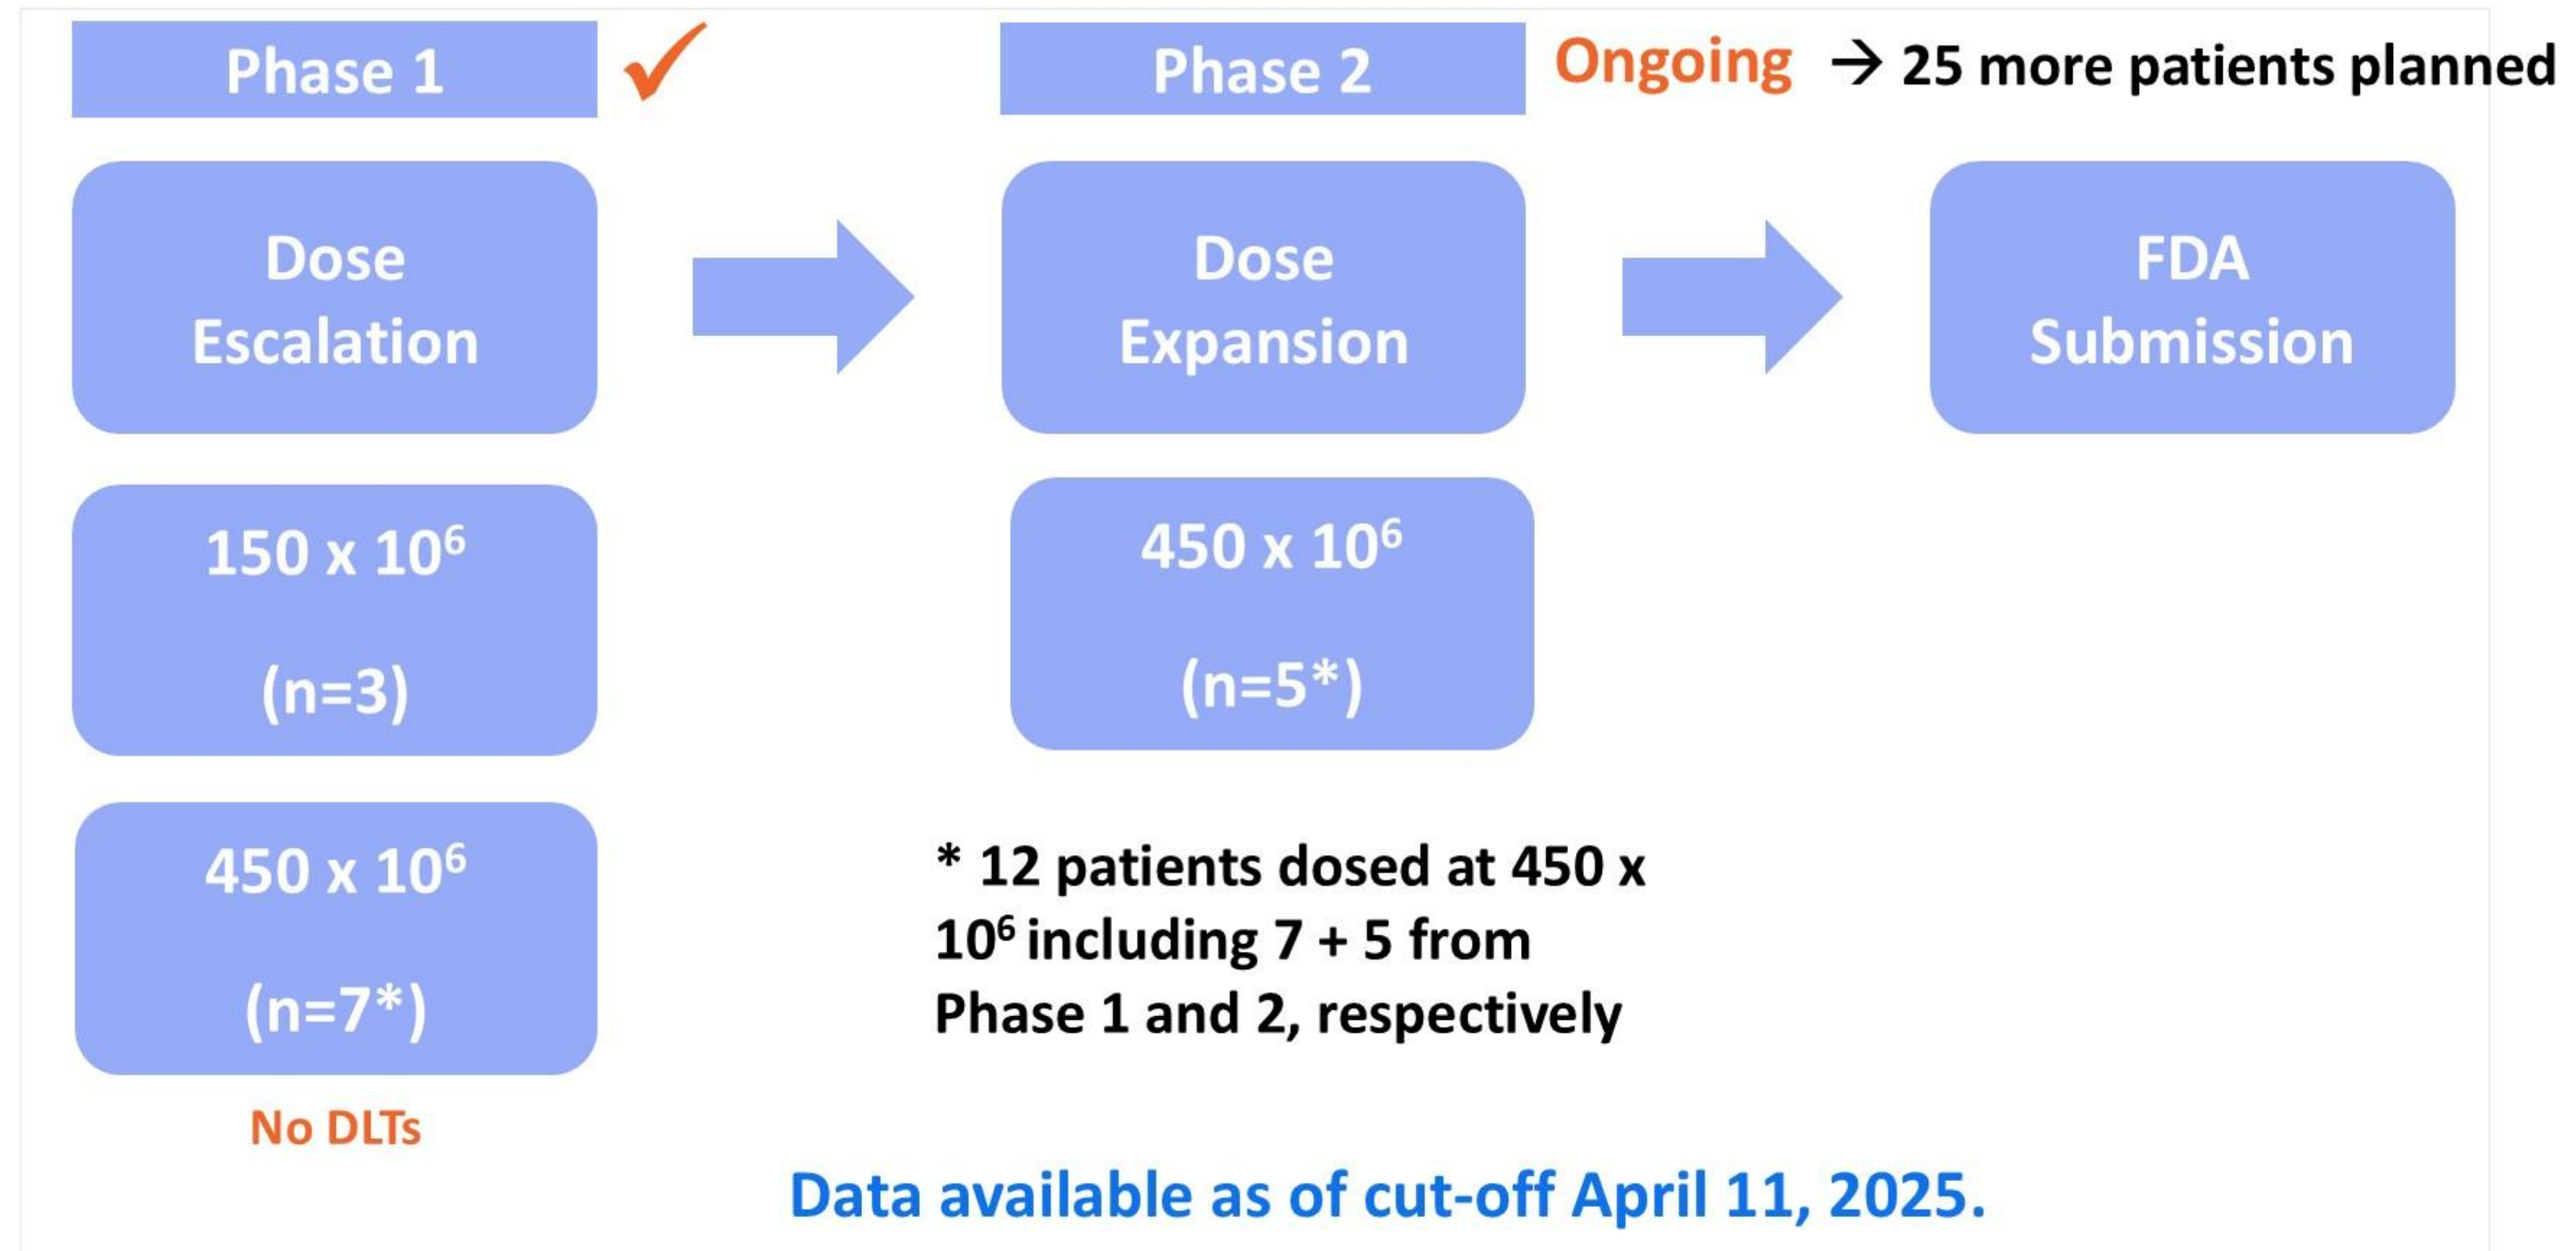 Phase 1
Phase 2
Ongoing → 25 more patients planned
Dose
Escalation
Dose
Expansion
FDA
Submission
150 x 10⁶
(n=3)
450 x 10⁶
(n=5*)
450 x 10⁶
(n=7*)
No DLTs
* 12 patients dosed at 450 x
10⁶ including 7 + 5 from
Phase 1 and 2, respectively
Data available as of cut-off April 11, 2025.